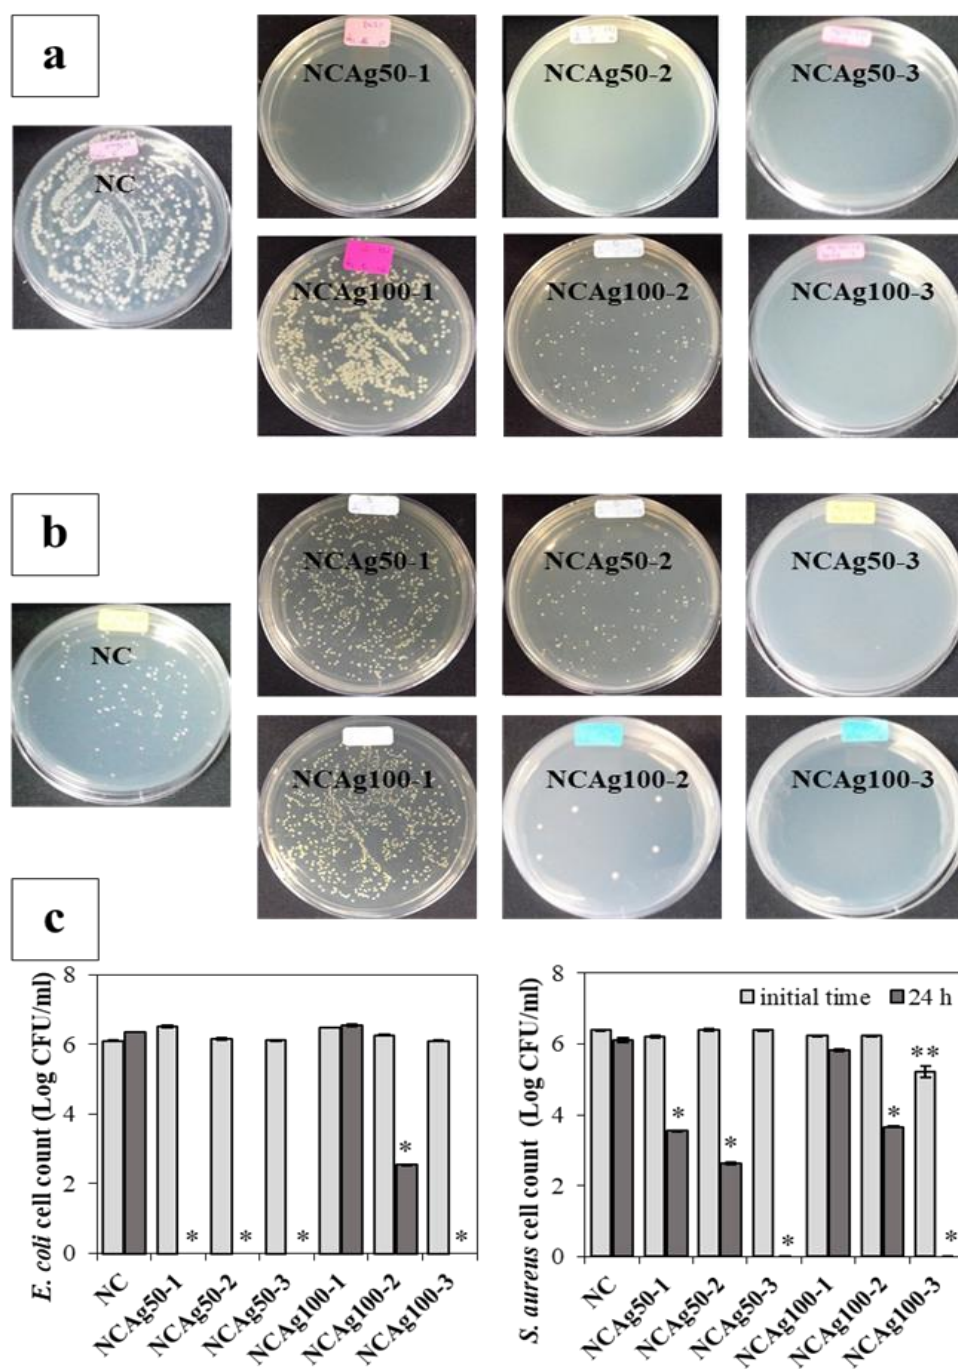 a
NC
NCAg50-1
NCAg50-2
NCAg50-3
NCAg100-1
NCAg100-2
NCAg100-3
b
NC
NCAg50-1
NCAg50-2
NCAg50-3
NCAg100-1
NCAg100-2
NCAg100-3
c
E. coli cell count (Log CFU/ml)
8
6
4
2
0
*
*
*
*
*
NC
NCAg50-1
NCAg50-2
NCAg50-3
NCAg100-1
NCAg100-2
NCAg100-3
S. aureus cell count (Log CFU/ml)
8
6
4
2
0
initial time 24 h
*
*
*
*
**
*
NC
NCAg50-1
NCAg50-2
NCAg50-3
NCAg100-1
NCAg100-2
NCAg100-3